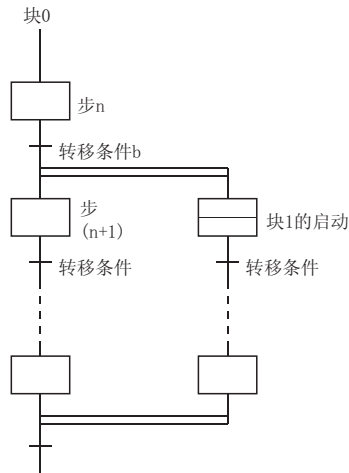 块0
步n
转移条件b
步
(n+1)
块1的启动
转移条件
转移条件